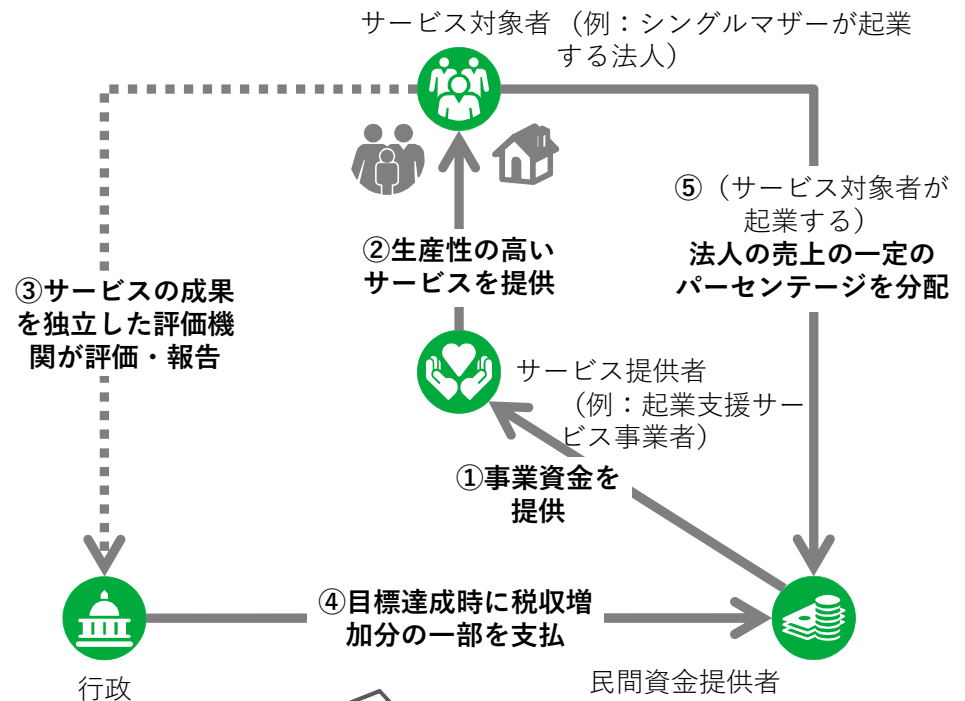 サービス対象者（例：シングルマザーが起業
する法人）
⑤（サービス対象者が
起業する）
法人の売上の一定の
パーセンテージを分配
②生産性の高い
サービスを提供
③サービスの成果
を独立した評価機
関が評価・報告
サービス提供者
（例：起業支援サー
ビス事業者）
①事業資金を
提供
④目標達成時に税収増
加分の一部を支払
行政
民間資金提供者